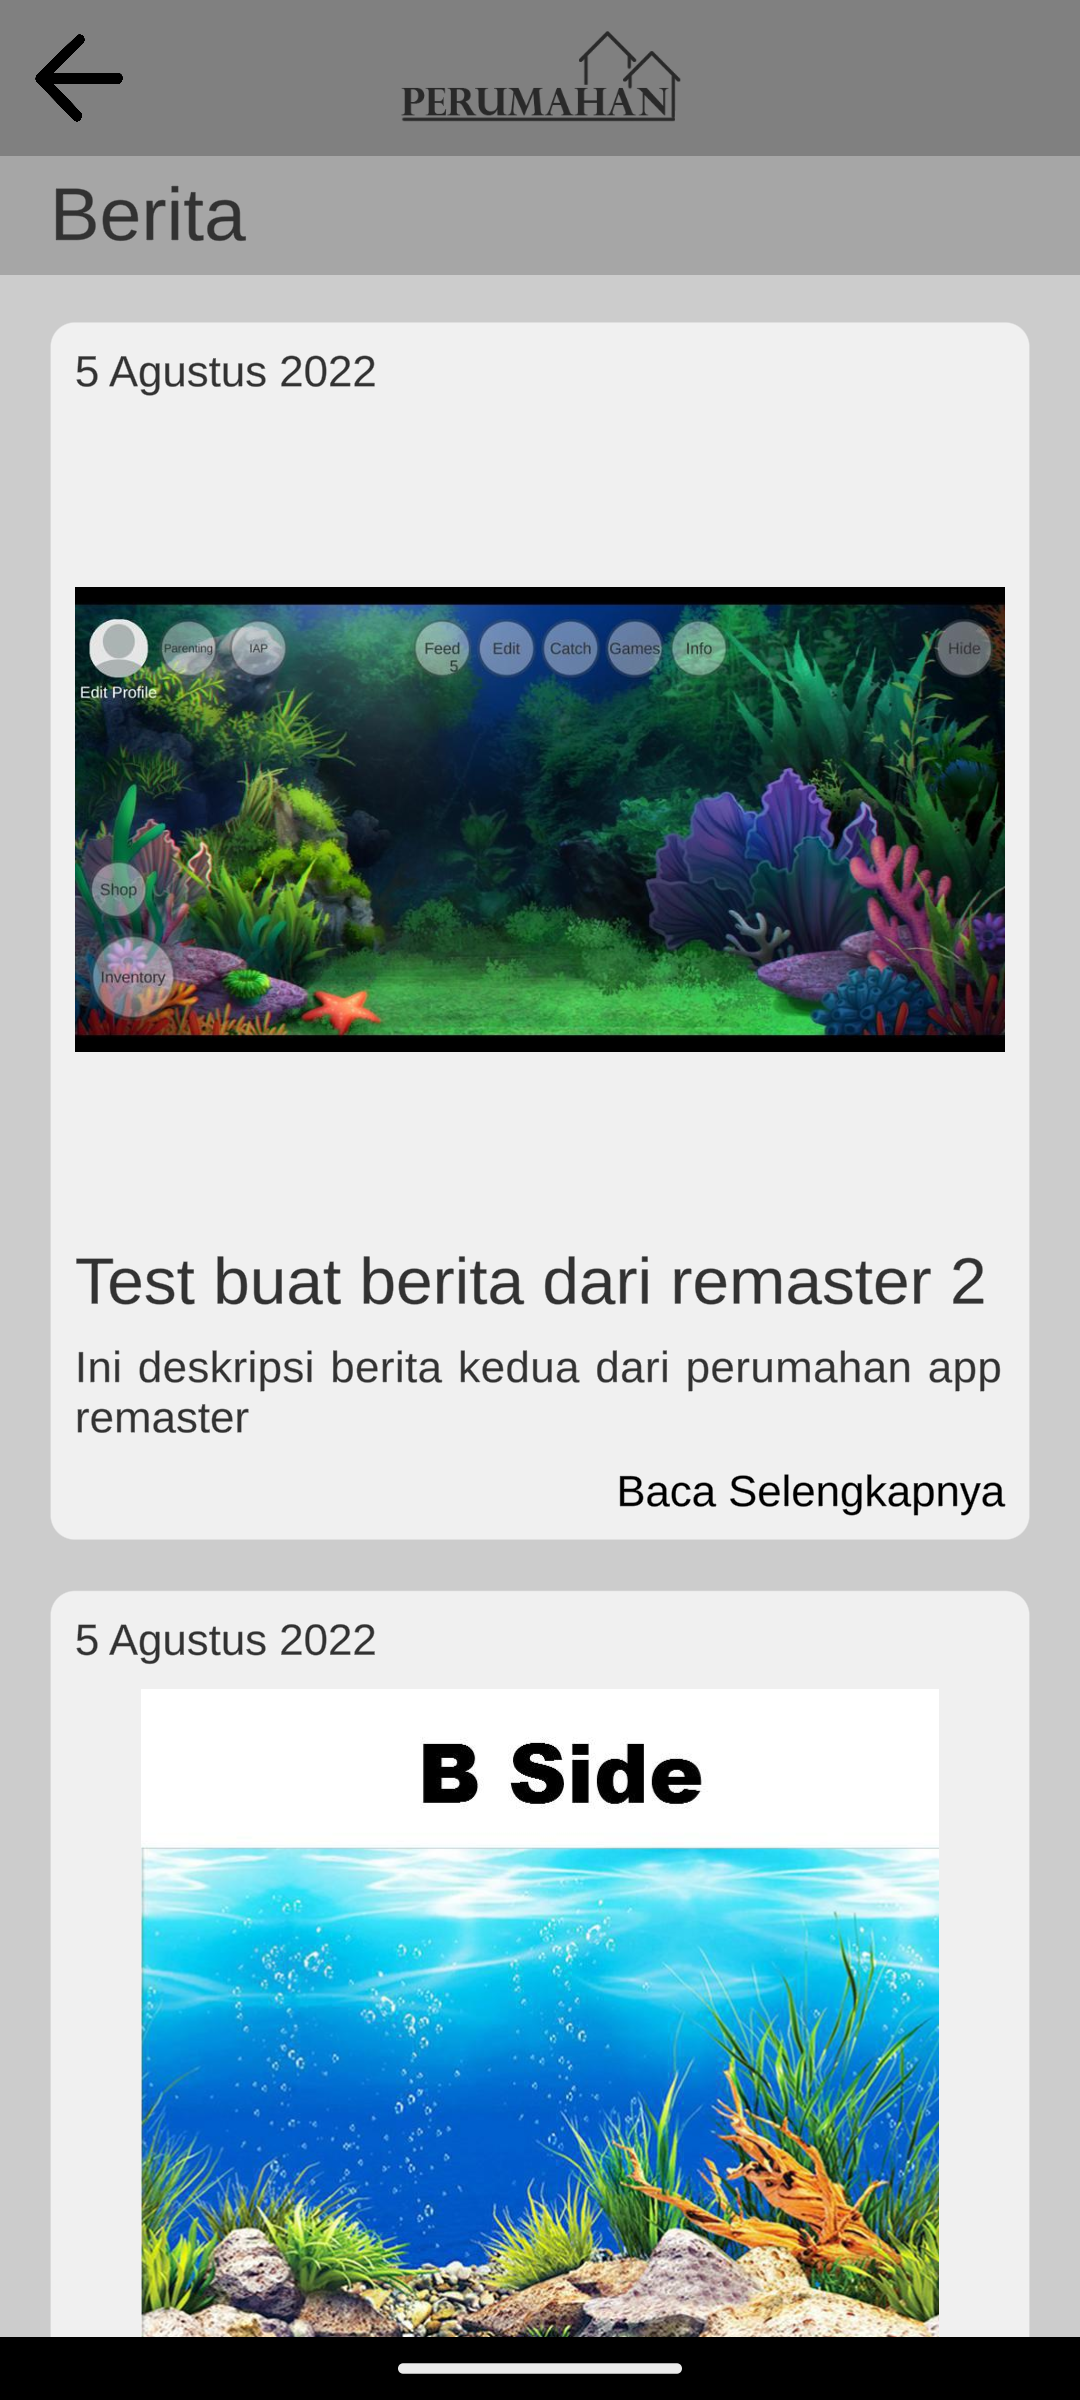 PERUMAHAN
Berita
5 Agustus 2022
Parenting
IAP
Feed
5
Edit
Catch
Games
Info
Hide
Edit Profile
Shop
Inventory
Test buat berita dari remaster 2
Ini deskripsi berita kedua dari perumahan app
remaster
Baca Selengkapnya
5 Agustus 2022
B Side